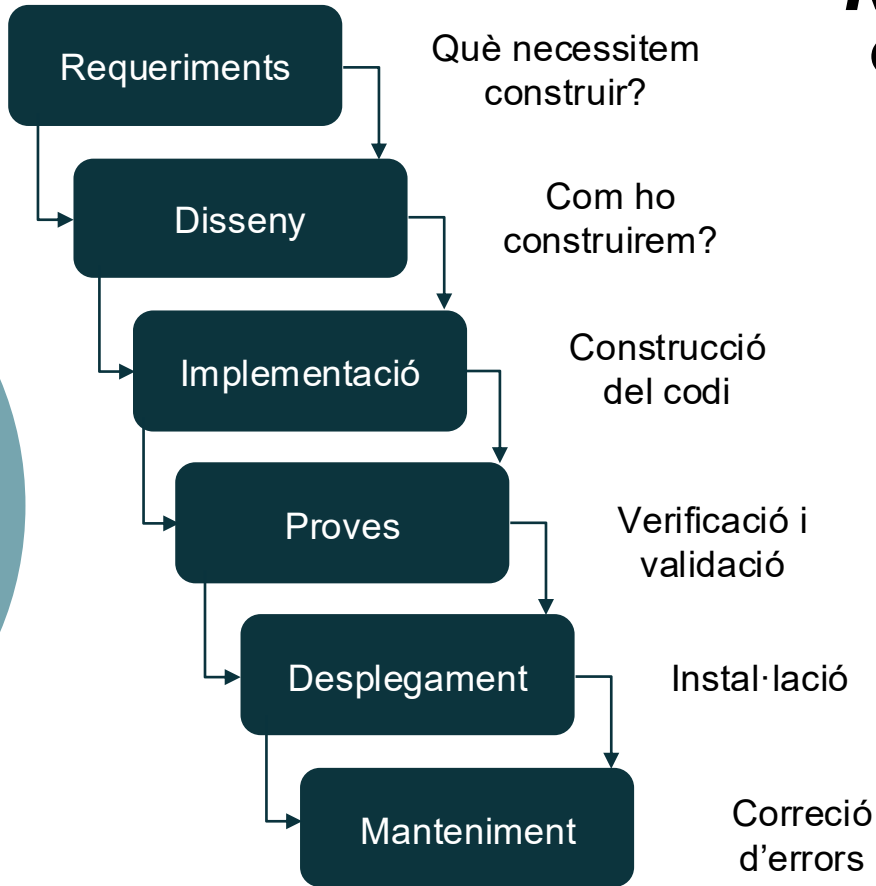 Requeriments
Què necessitem
construir?
Disseny
Com ho
construirem?
Implementació
Construcció
del codi
Proves
Verificació i
validació
Desplegament
Instal·lació
Manteniment
Correció
d’errors